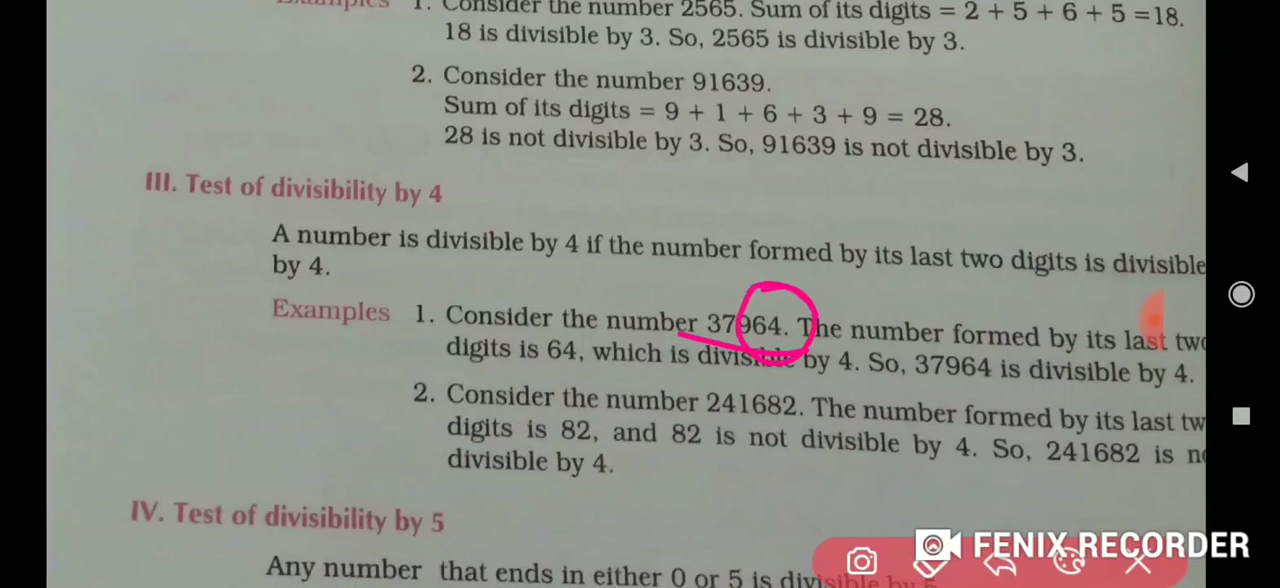 Examples 1. Consider the number 2565. Sum of its digits = 2 + 5 + 6 + 5 =18.
18 is divisible by 3. So, 2565 is divisible by 3.
2. Consider the number 91639.
Sum of its digits = 9 + 1 + 6 + 3 + 9 = 28.
28 is not divisible by 3. So, 91639 is not divisible by 3.
III. Test of divisibility by 4
A number is divisible by 4 if the number formed by its last two digits is divisible
by 4.
Examples 1. Consider the number 37964. The number formed by its last two
digits is 64, which is divisible by 4. So, 37964 is divisible by 4.
2. Consider the number 241682. The number formed by its last tw
digits is 82, and 82 is not divisible by 4. So, 241682 is no
divisible by 4.
IV. Test of divisibility by 5
Any number that ends in either 0 or 5 is divisible by 5
FENIX RECORDER